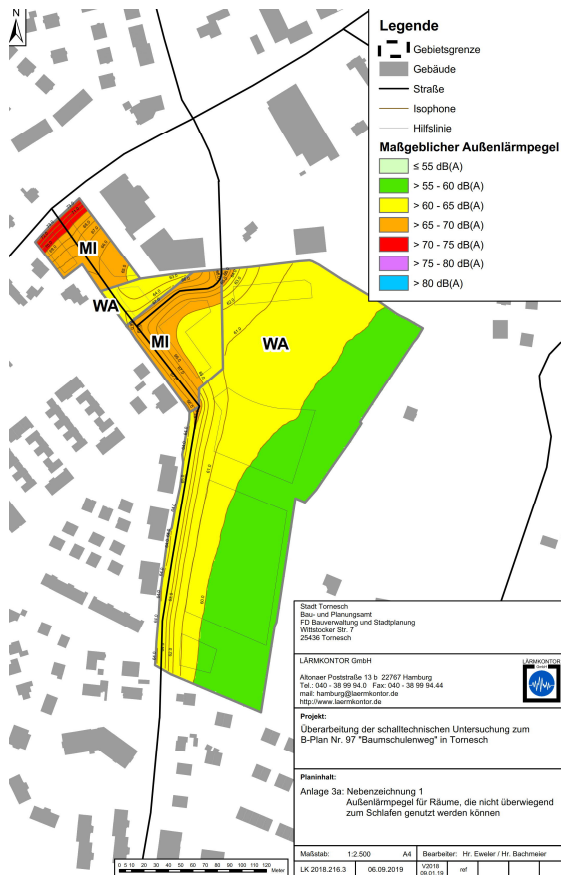 N
Legende
Gebietsgrenze
Gebäude
Straße
Isophone
Hilfslinie
Maßgeblicher Außenlärmpegel
≤ 55 dB(A)
> 55 - 60 dB(A)
> 60 - 65 dB(A)
> 65 - 70 dB(A)
> 70 - 75 dB(A)
> 75 - 80 dB(A)
> 80 dB(A)
MI
WA
MI
WA
Stadt Tornesch
Bau- und Planungsamt
FD Bauverwaltung und Stadtplanung
Wittstocker Str. 7
25436 Tornesch
LÄRMKONTOR GmbH
Altonaer Poststraße 13 b 22767 Hamburg
Tel.: 040 - 38 99 94.0 Fax: 040 - 38 99 94.44
mail: hamburg@laermkontor.de
http://www.laermkontor.de
LÄRMKONTOR
GmbH
Projekt:
Überarbeitung der schalltechnischen Untersuchung zum
B-Plan Nr. 97 "Baumschulenweg" in Tornesch
Planinhalt:
Anlage 3a: Nebenzeichnung 1
Außenlärmpegel für Räume, die nicht überwiegend
zum Schlafen genutzt werden können
Maßstab: 1:2.500 A4 Bearbeiter: Hr. Eweler / Hr. Bachmeier
LK 2018.216.3 06.09.2019 V2018 ref
09.01.19
0 5 10 20 30 40 50 60 70 80 90 100 110 120
Meter